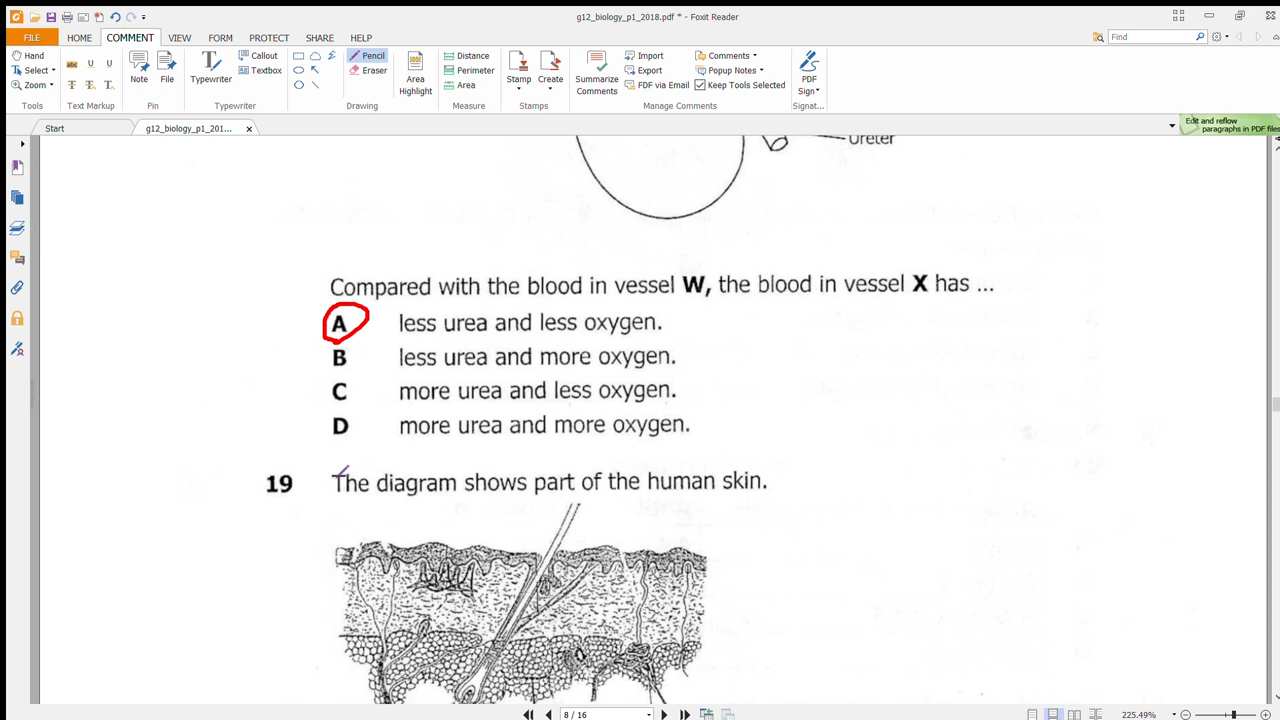 g12_biology_p1_2018.pdf * - Foxit Reader
FILE HOME COMMENT VIEW FORM PROTECT SHARE HELP Find
Hand Select Zoom Tools
Text Markup
Note File Pin
Typewriter Callout Textbox Typewriter
Pencil Eraser Drawing
Area Highlight
Distance Perimeter Area Measure
Stamp Create Stamps
Summarize Comments Import Export FDF via Email Comments Popup Notes Keep Tools Selected Manage Comments
PDF Sign Signat...
Start g12_biology_p1_201... Edit and reflow
paragraphs in PDF files
Ureter
Compared with the blood in vessel W, the blood in vessel X has ...
A less urea and less oxygen.
B less urea and more oxygen.
C more urea and less oxygen.
D more urea and more oxygen.
19 The diagram shows part of the human skin.
8 / 16 225.49%